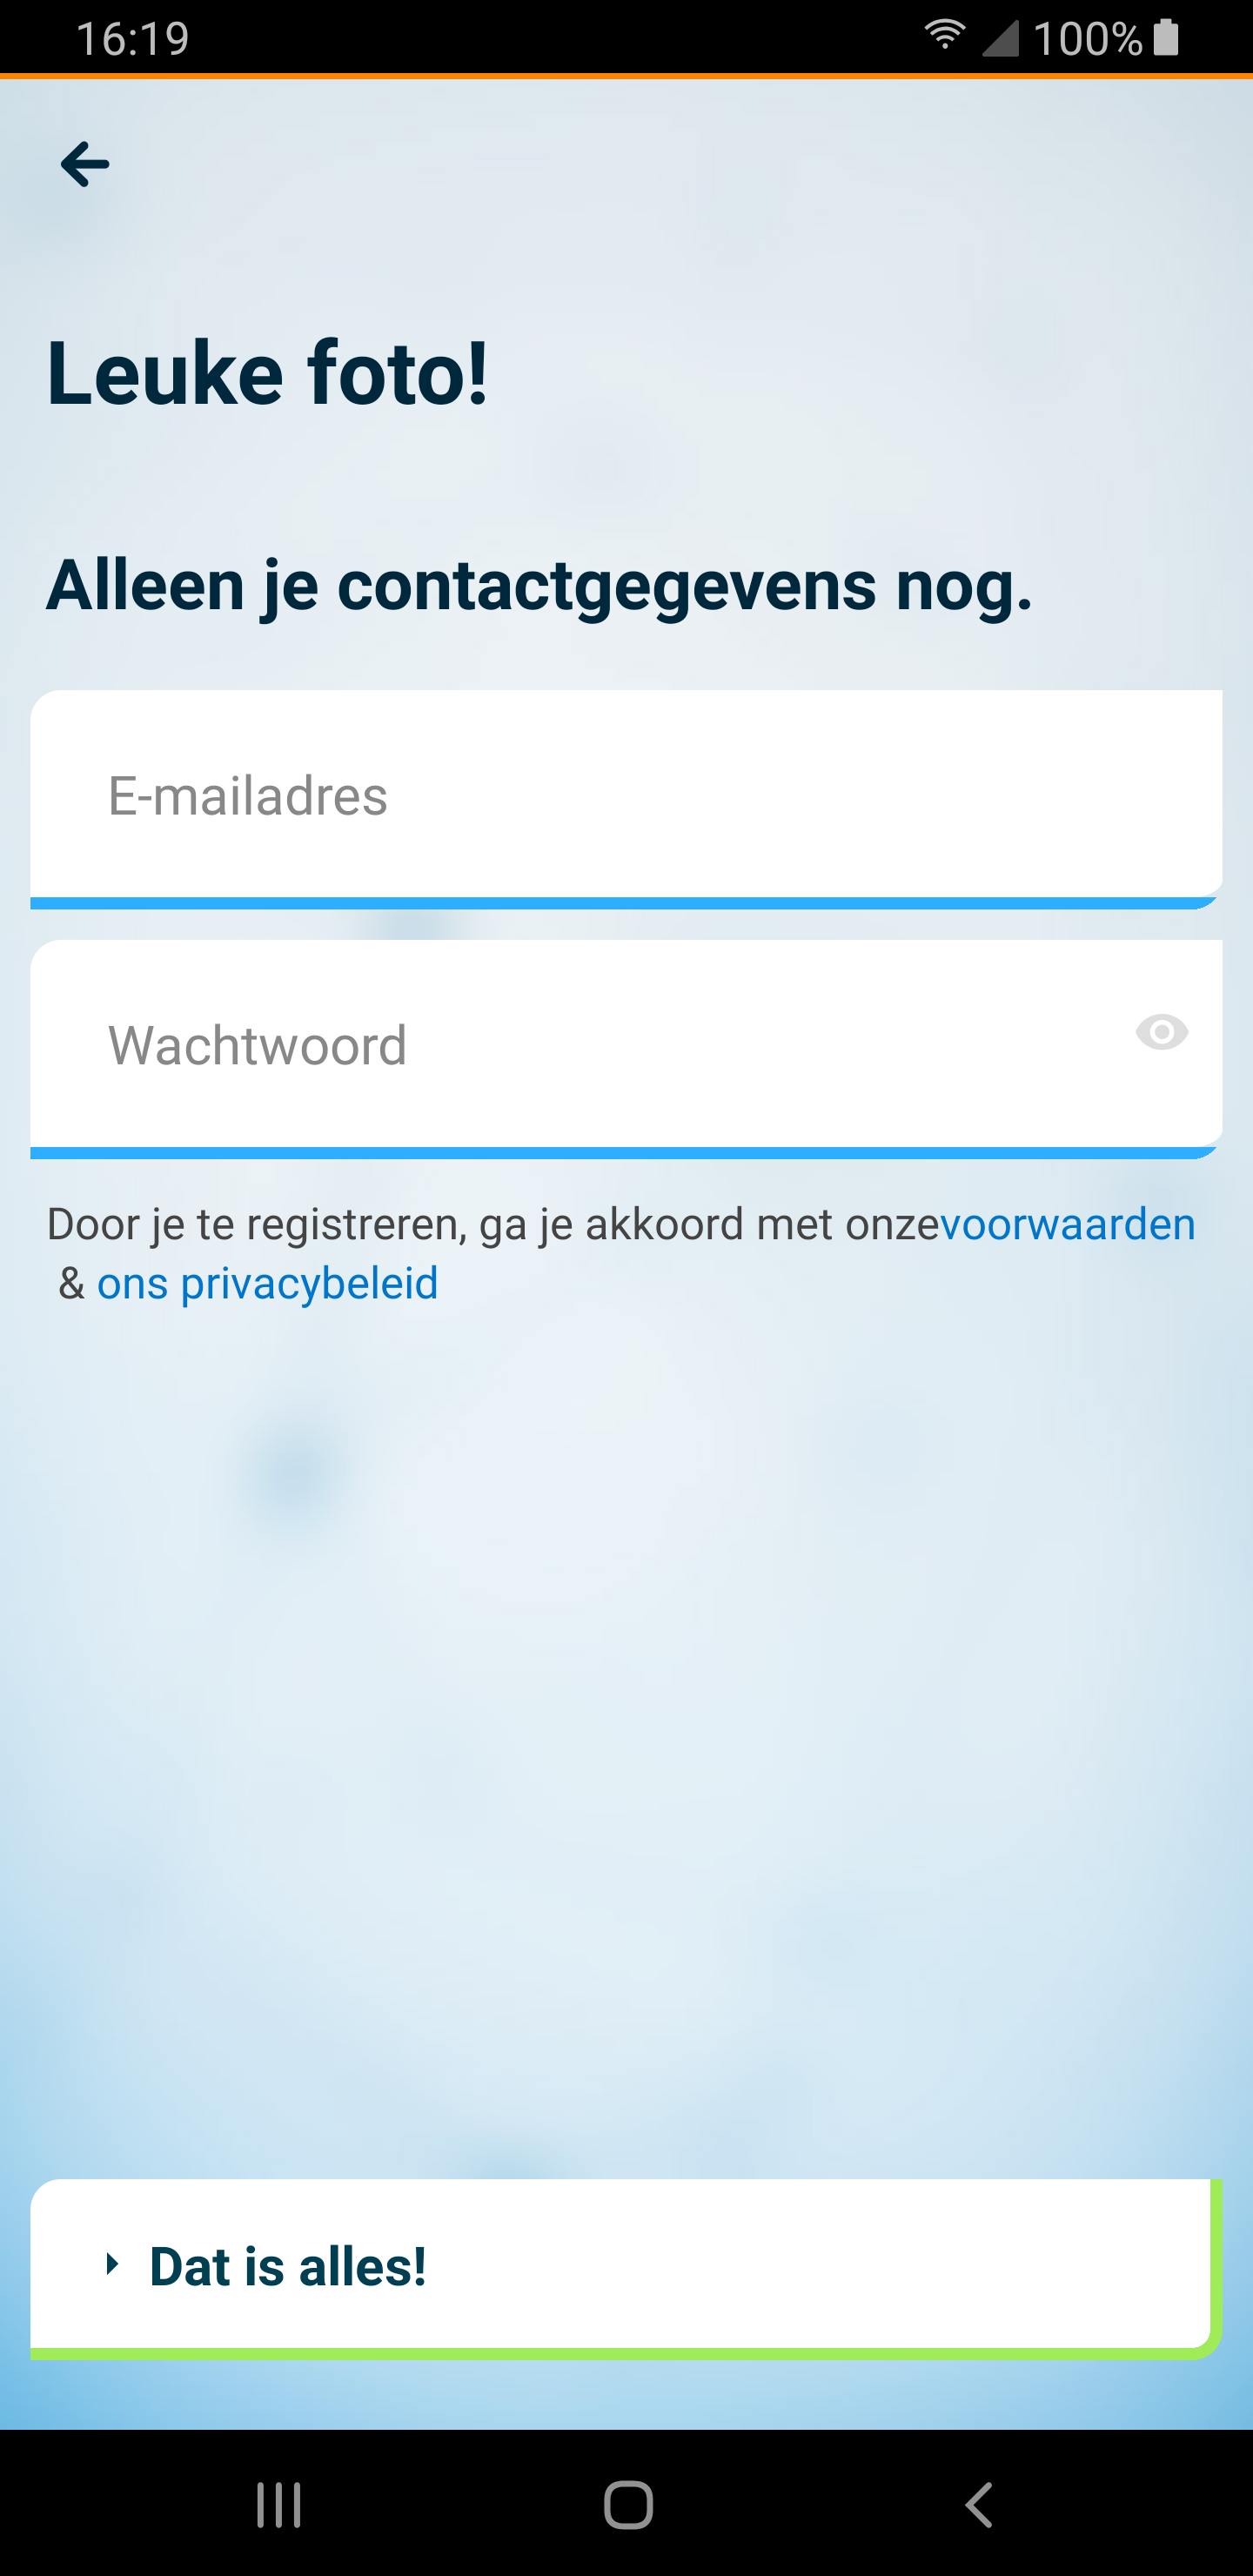 16:19 100%
Leuke foto!
Alleen je contactgegevens nog.
E-mailadres
Wachtwoord
Door je te registreren, ga je akkoord met onzevoorwaarden
& ons privacybeleid
Dat is alles!